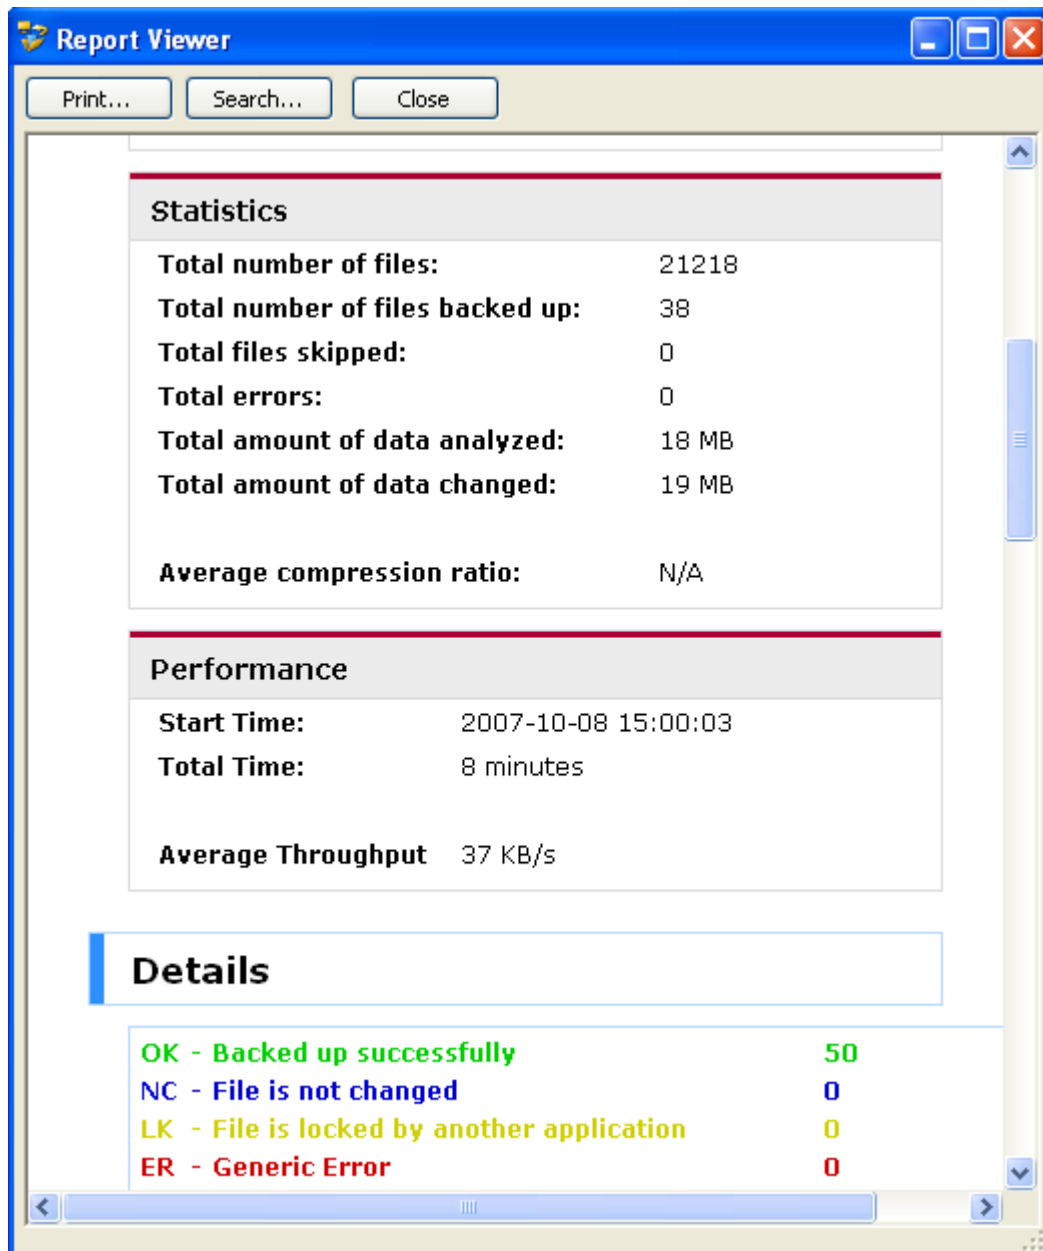 Report Viewer
Print... Search... Close
Statistics
Total number of files: 21218
Total number of files backed up: 38
Total files skipped: 0
Total errors: 0
Total amount of data analyzed: 18 MB
Total amount of data changed: 19 MB
Average compression ratio: N/A
Performance
Start Time: 2007-10-08 15:00:03
Total Time: 8 minutes
Average Throughput 37 KB/s
Details
OK - Backed up successfully 50
NC - File is not changed 0
LK - File is locked by another application 0
ER - Generic Error 0